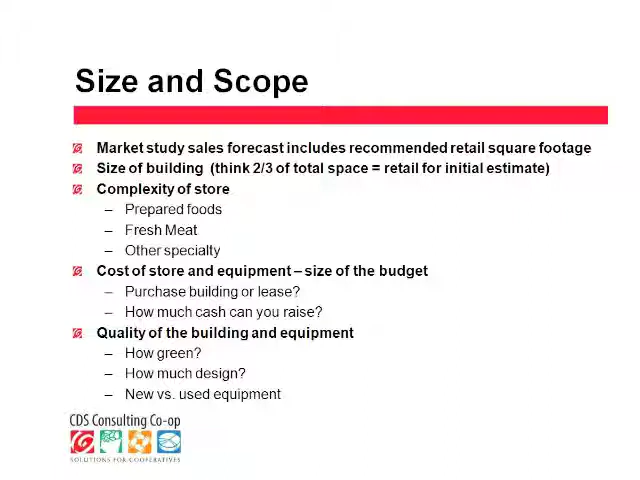 Size and Scope
Market study sales forecast includes recommended retail square footage
Size of building (think 2/3 of total space = retail for initial estimate)
Complexity of store
– Prepared foods
– Fresh Meat
– Other specialty
Cost of store and equipment – size of the budget
– Purchase building or lease?
– How much cash can you raise?
Quality of the building and equipment
– How green?
– How much design?
– New vs. used equipment
CDS Consulting Co-op
SOLUTIONS FOR COOPERATIVES